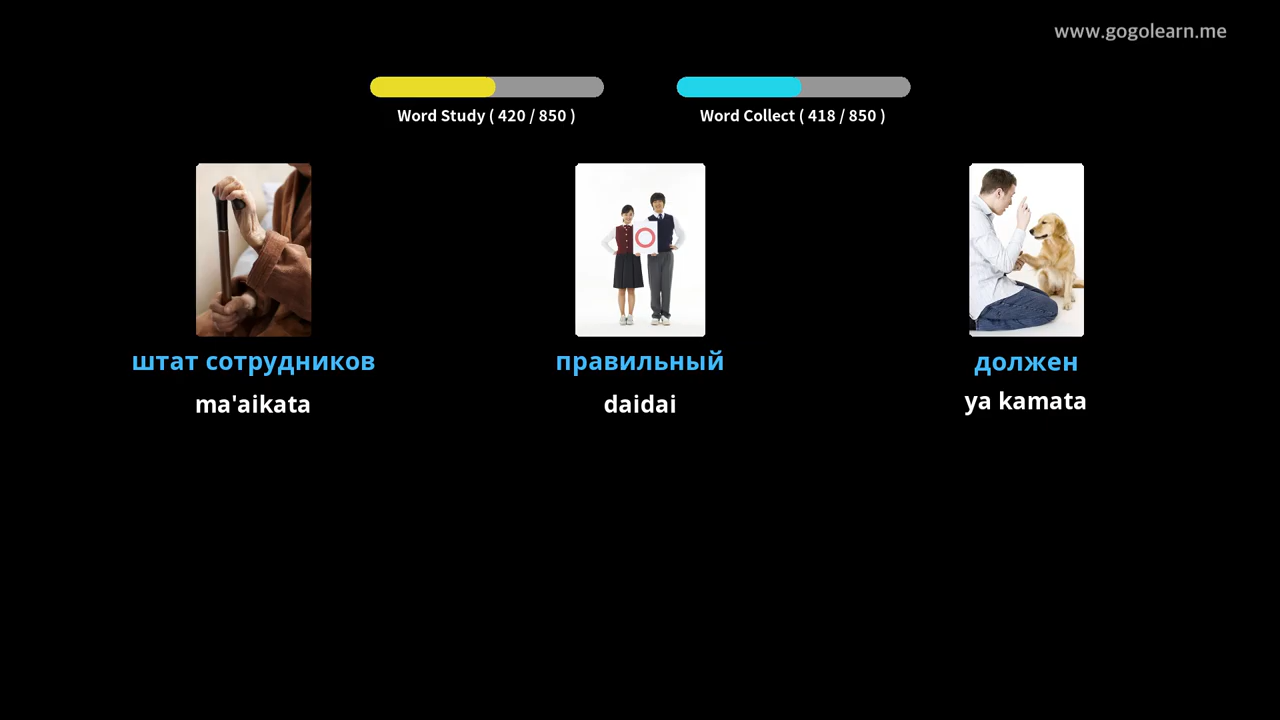 www.gogolearn.me
Word Study ( 420 / 850 )
Word Collect ( 418 / 850 )
штат сотрудников
ma'aikata
правильный
daidai
должен
ya kamata